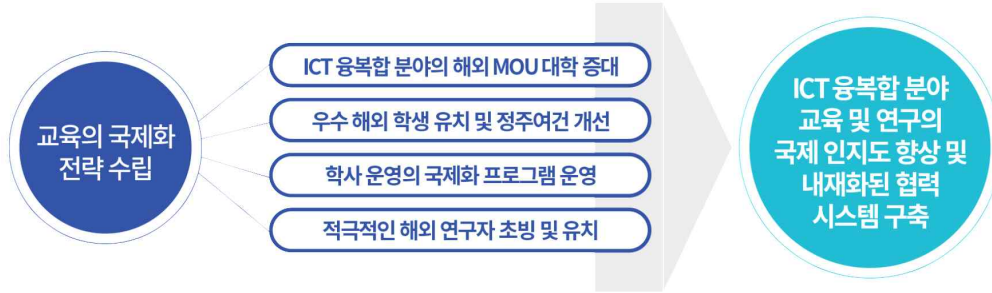 교육의 국제화
전략 수립
ICT 융복합 분야의 해외 MOU 대학 증대
우수 해외 학생 유치 및 정주여건 개선
학사 운영의 국제화 프로그램 운영
적극적인 해외 연구자 초빙 및 유치
ICT 융복합 분야
교육 및 연구의
국제 인지도 향상 및
내재화된 협력
시스템 구축